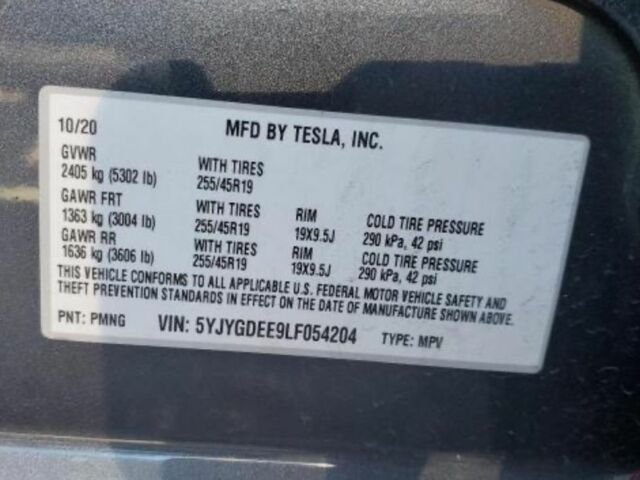 10/20 MFD BY TESLA, INC.
GVWR
2405 kg (5302 lb) WITH TIRES 255/45R19
GAWR FRT
1363 kg (3004 lb) WITH TIRES 255/45R19 RIM 19X9.5J COLD TIRE PRESSURE 290 kPa, 42 psi
GAWR RR
1636 kg (3606 lb) WITH TIRES 255/45R19 RIM 19X9.5J COLD TIRE PRESSURE 290 kPa, 42 psi
THIS VEHICLE CONFORMS TO ALL APPLICABLE U.S. FEDERAL MOTOR VEHICLE SAFETY AND
THEFT PREVENTION STANDARDS IN EFFECT ON THE DATE OF MANUFACTURE SHOWN ABOVE.
PNT: PMNG VIN: 5YJYGDEE9LF054204 TYPE: MPV